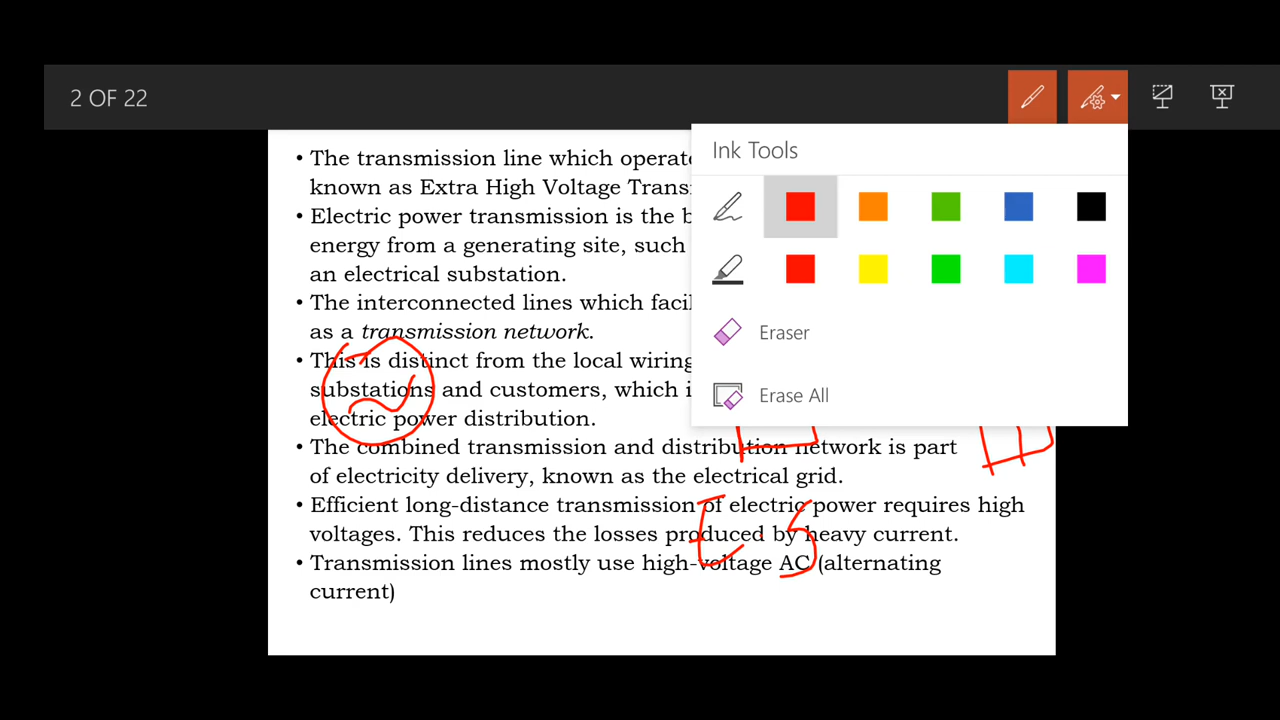 2 OF 22
Ink Tools
Eraser
Erase All
• The transmission line which operat
known as Extra High Voltage Trans
• Electric power transmission is the b
energy from a generating site, such
an electrical substation.
• The interconnected lines which facil
as a transmission network.
• This is distinct from the local wiring
substations and customers, which i
electric power distribution.
• The combined transmission and distribution network is part
of electricity delivery, known as the electrical grid.
• Efficient long-distance transmission of electric power requires high
voltages. This reduces the losses produced by heavy current.
• Transmission lines mostly use high-voltage AC (alternating
current)